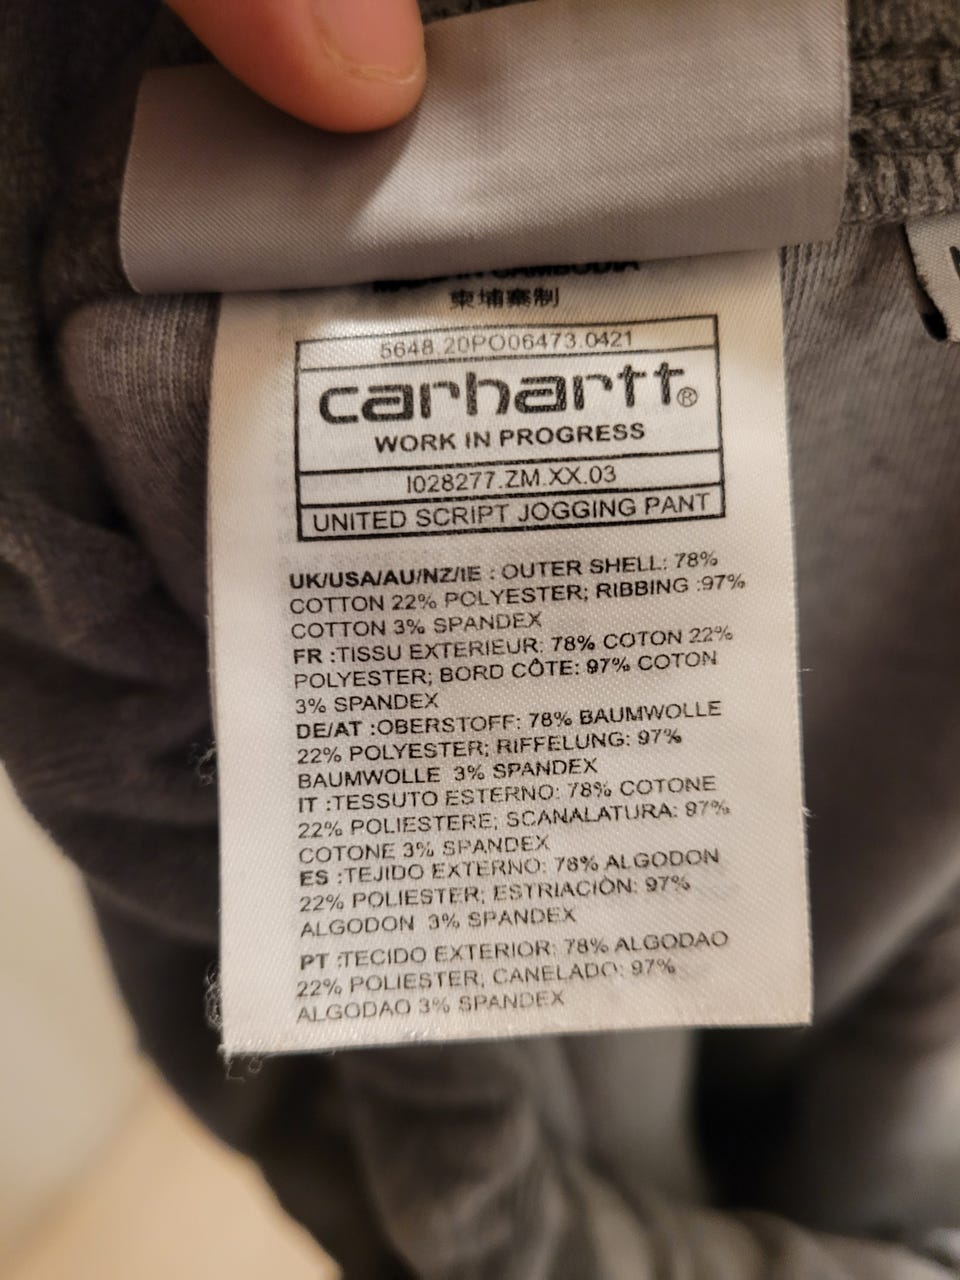 MADE IN CAMBODIA
柬埔寨制
5648.20PO06473.0421
carhartt®
WORK IN PROGRESS
I028277.ZM.XX.03
UNITED SCRIPT JOGGING PANT
UK/USA/AU/NZ/IE : OUTER SHELL: 78%
COTTON 22% POLYESTER; RIBBING :97%
COTTON 3% SPANDEX
FR :TISSU EXTERIEUR: 78% COTON 22%
POLYESTER; BORD CÔTE: 97% COTON
3% SPANDEX
DE/AT :OBERSTOFF: 78% BAUMWOLLE
22% POLYESTER; RIFFELUNG: 97%
BAUMWOLLE 3% SPANDEX
IT :TESSUTO ESTERNO: 78% COTONE
22% POLIESTERE; SCANALATURA: 97%
COTONE 3% SPANDEX
ES :TEJIDO EXTERNO: 78% ALGODON
22% POLIESTER; ESTRIACIÓN: 97%
ALGODON 3% SPANDEX
PT :TECIDO EXTERIOR: 78% ALGODAO
22% POLIESTER; CANELADO: 97%
ALGODAO 3% SPANDEX